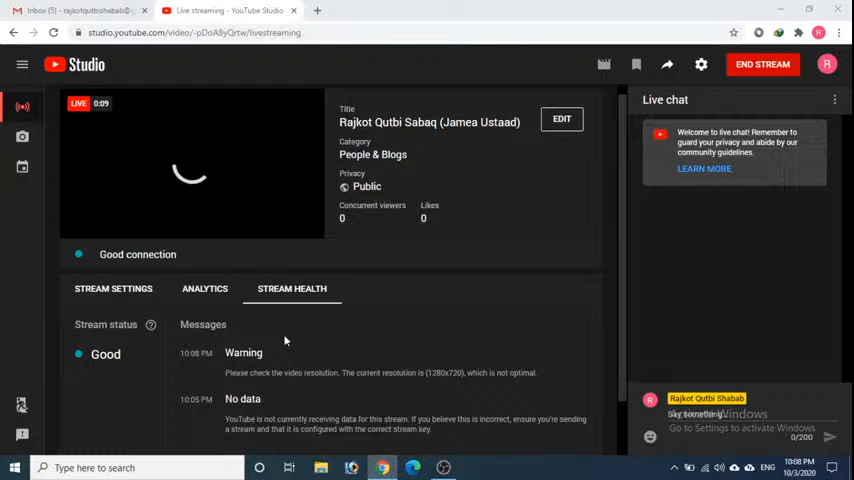 Inbox (5) - rajkotqutbishabab@g
Live streaming - YouTube Studio
studio.youtube.com/video/-pDoA8yQrtw/livestreaming
R
Studio
END STREAM
R
LIVE 0:09
Title
Rajkot Qutbi Sabaq (Jamea Ustaad)
EDIT
Category
People & Blogs
Privacy
Public
Concurrent viewers
Likes
0
0
Good connection
Live chat
Welcome to live chat! Remember to
guard your privacy and abide by our
community guidelines.
LEARN MORE
STREAM SETTINGS
ANALYTICS
STREAM HEALTH
Stream status
Good
Messages
10:08 PM Warning
Please check the video resolution. The current resolution is (1280x720), which is not optimal.
10:05 PM No data
YouTube is not currently receiving data for this stream. If you believe this is incorrect, ensure you're sending
a stream and that it is configured with the correct stream key.
R
Rajkot Qutbi Shabab
Say something...
Activate Windows
Go to Settings to activate Windows.
0/200
Type here to search
ENG
10:08 PM
10/3/2020